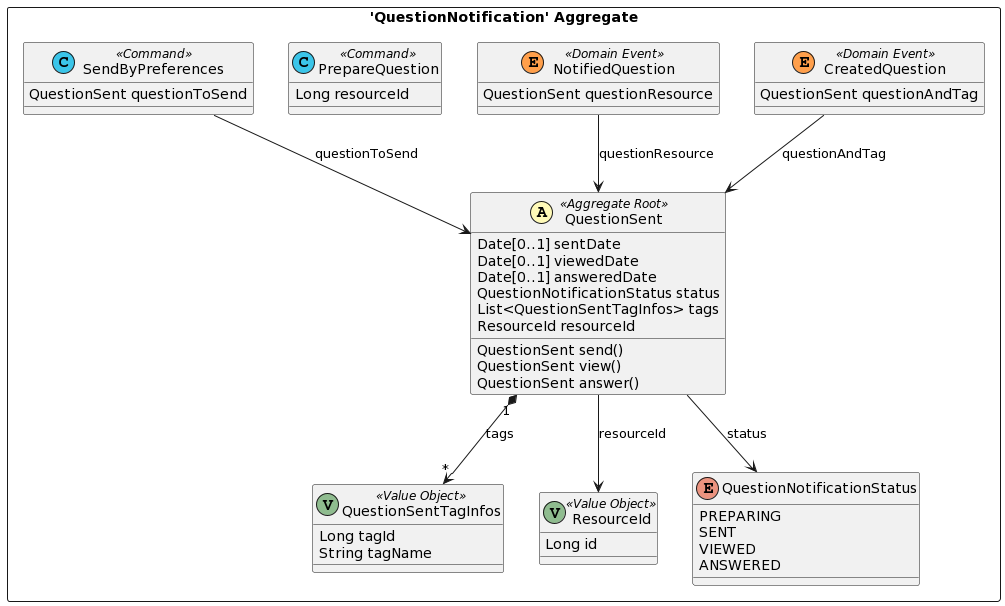 'QuestionNotification' Aggregate
C
«Command»
SendByPreferences
QuestionSent questionToSend
C
«Command»
PrepareQuestion
Long resourceId
E
«Domain Event»
NotifiedQuestion
QuestionSent questionResource
E
«Domain Event»
CreatedQuestion
QuestionSent questionAndTag
questionToSend
questionResource
questionAndTag
A
«Aggregate Root»
QuestionSent
Date[0..1] sentDate
Date[0..1] viewedDate
Date[0..1] answeredDate
QuestionNotificationStatus status
List<QuestionSentTagInfos> tags
ResourceId resourceId
QuestionSent send()
QuestionSent view()
QuestionSent answer()
1
tags
*
resourceId
status
V
«Value Object»
QuestionSentTagInfos
Long tagId
String tagName
V
«Value Object»
ResourceId
Long id
E
QuestionNotificationStatus
PREPARING
SENT
VIEWED
ANSWERED